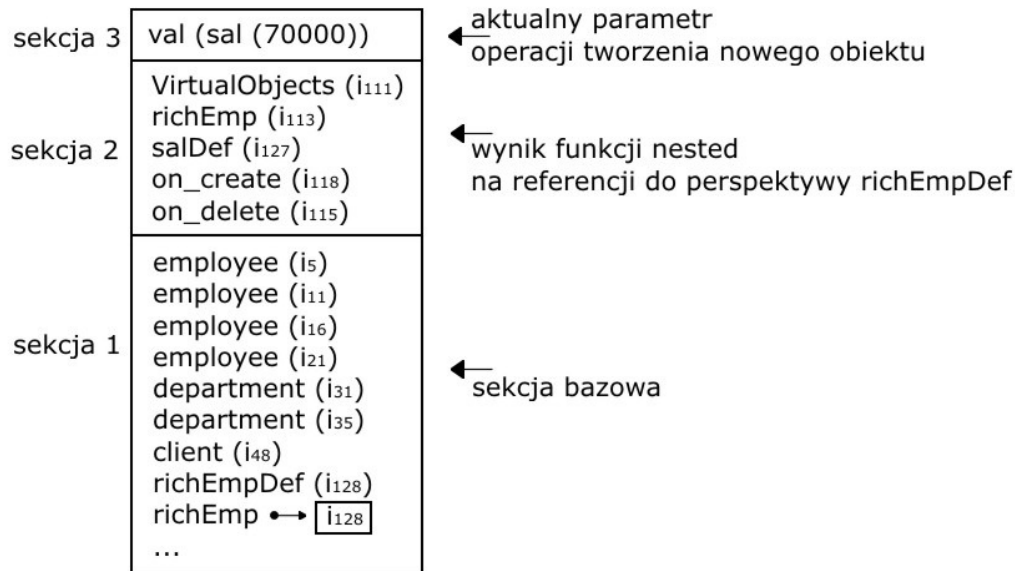 sekcja 3
val (sal (70000))
aktualny parametr
operacji tworzenia nowego obiektu
sekcja 2
VirtualObjects (i111)
richEmp (i113)
salDef (i127)
on_create (i118)
on_delete (i115)
wynik funkcji nested
na referencji do perspektywy richEmpDef
sekcja 1
employee (i5)
employee (i11)
employee (i16)
employee (i21)
department (i31)
department (i35)
client (i48)
richEmpDef (i128)
richEmp i128
...
sekcja bazowa